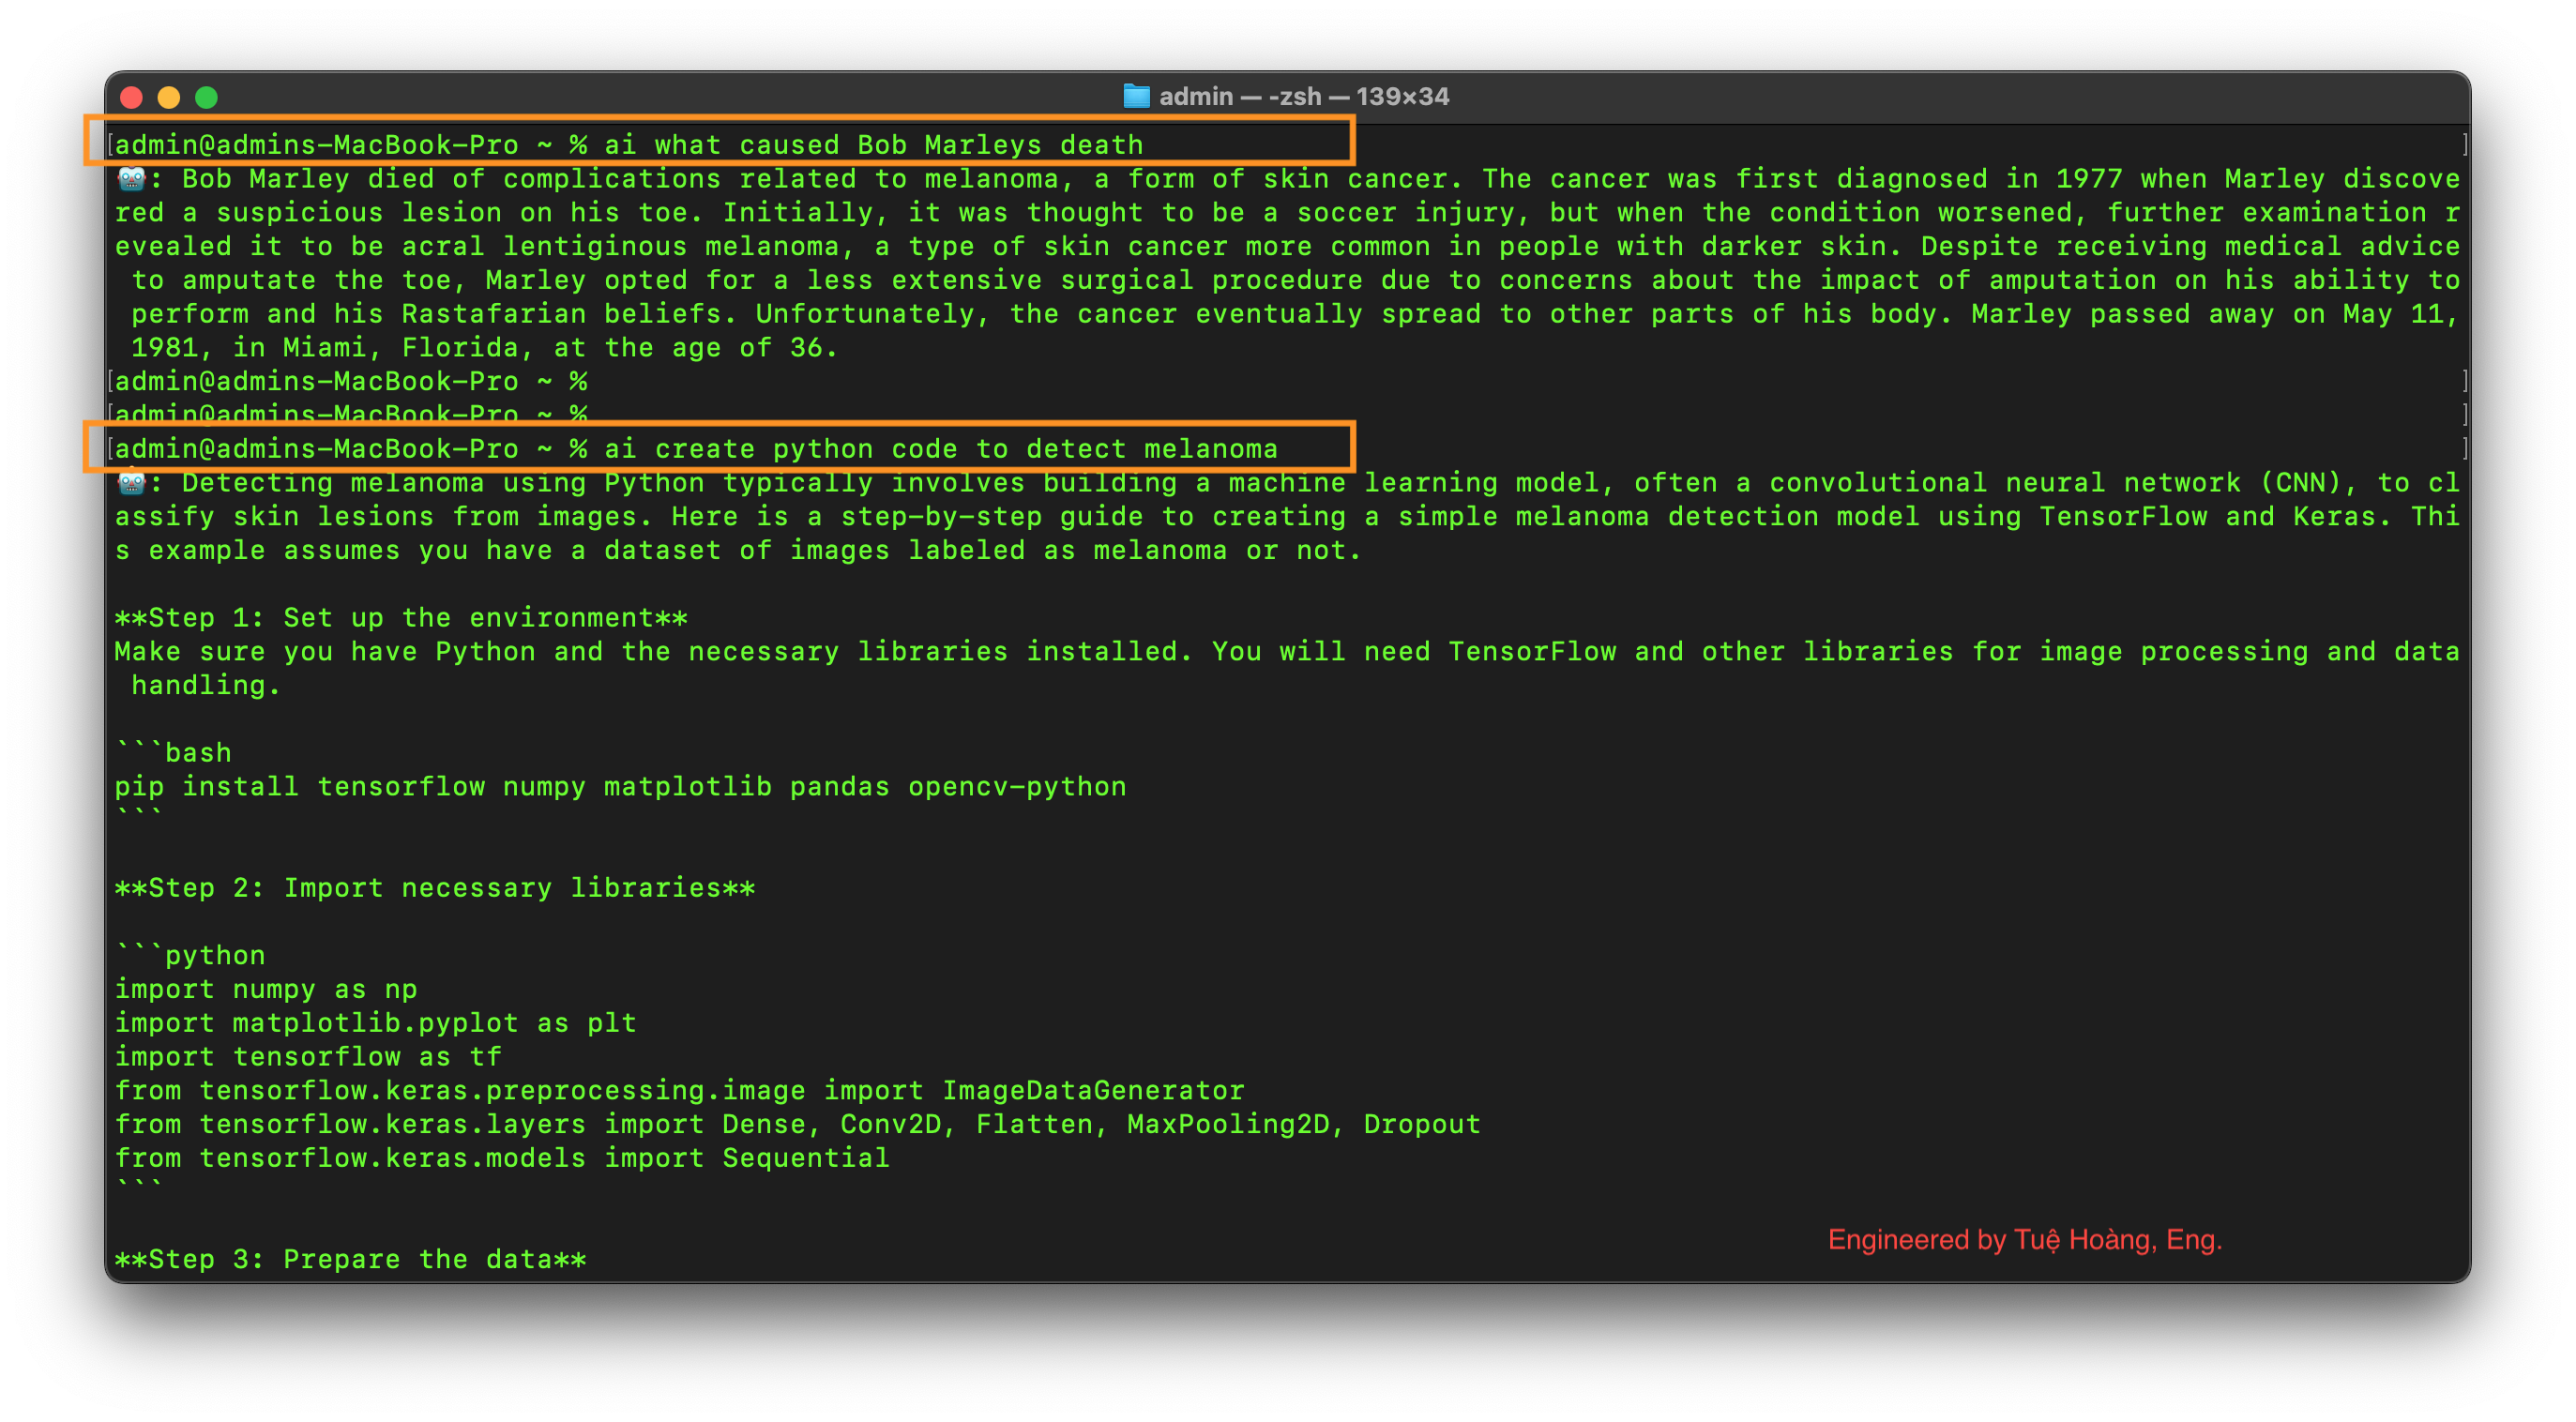 admin — -zsh — 139×34
[admin@admins-MacBook-Pro ~ % ai what caused Bob Marleys death ]
🤖: Bob Marley died of complications related to melanoma, a form of skin cancer. The cancer was first diagnosed in 1977 when Marley discove
red a suspicious lesion on his toe. Initially, it was thought to be a soccer injury, but when the condition worsened, further examination r
evealed it to be acral lentiginous melanoma, a type of skin cancer more common in people with darker skin. Despite receiving medical advice
 to amputate the toe, Marley opted for a less extensive surgical procedure due to concerns about the impact of amputation on his ability to
 perform and his Rastafarian beliefs. Unfortunately, the cancer eventually spread to other parts of his body. Marley passed away on May 11,
 1981, in Miami, Florida, at the age of 36.
[admin@admins-MacBook-Pro ~ % ]
[admin@admins-MacBook-Pro ~ % ]
[admin@admins-MacBook-Pro ~ % ai create python code to detect melanoma ]
🤖: Detecting melanoma using Python typically involves building a machine learning model, often a convolutional neural network (CNN), to cl
assify skin lesions from images. Here is a step-by-step guide to creating a simple melanoma detection model using TensorFlow and Keras. Thi
s example assumes you have a dataset of images labeled as melanoma or not.
**Step 1: Set up the environment**
Make sure you have Python and the necessary libraries installed. You will need TensorFlow and other libraries for image processing and data
 handling.
```bash
pip install tensorflow numpy matplotlib pandas opencv-python
```
**Step 2: Import necessary libraries**
```python
import numpy as np
import matplotlib.pyplot as plt
import tensorflow as tf
from tensorflow.keras.preprocessing.image import ImageDataGenerator
from tensorflow.keras.layers import Dense, Conv2D, Flatten, MaxPooling2D, Dropout
from tensorflow.keras.models import Sequential
```
Engineered by Tuệ Hoàng, Eng.
**Step 3: Prepare the data**